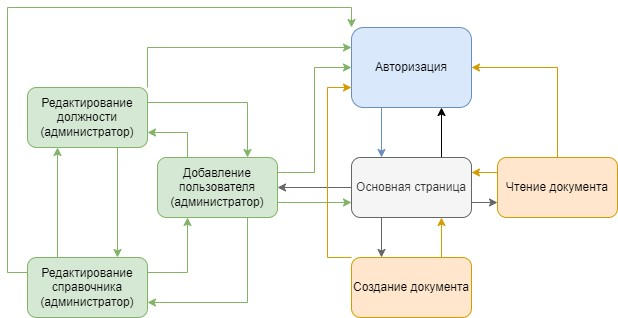 Авторизация
Редактирование
должности
(администратор)
Добавление
пользователя
(администратор)
Основная страница
Чтение документа
Редактирование
справочника
(администратор)
Создание документа